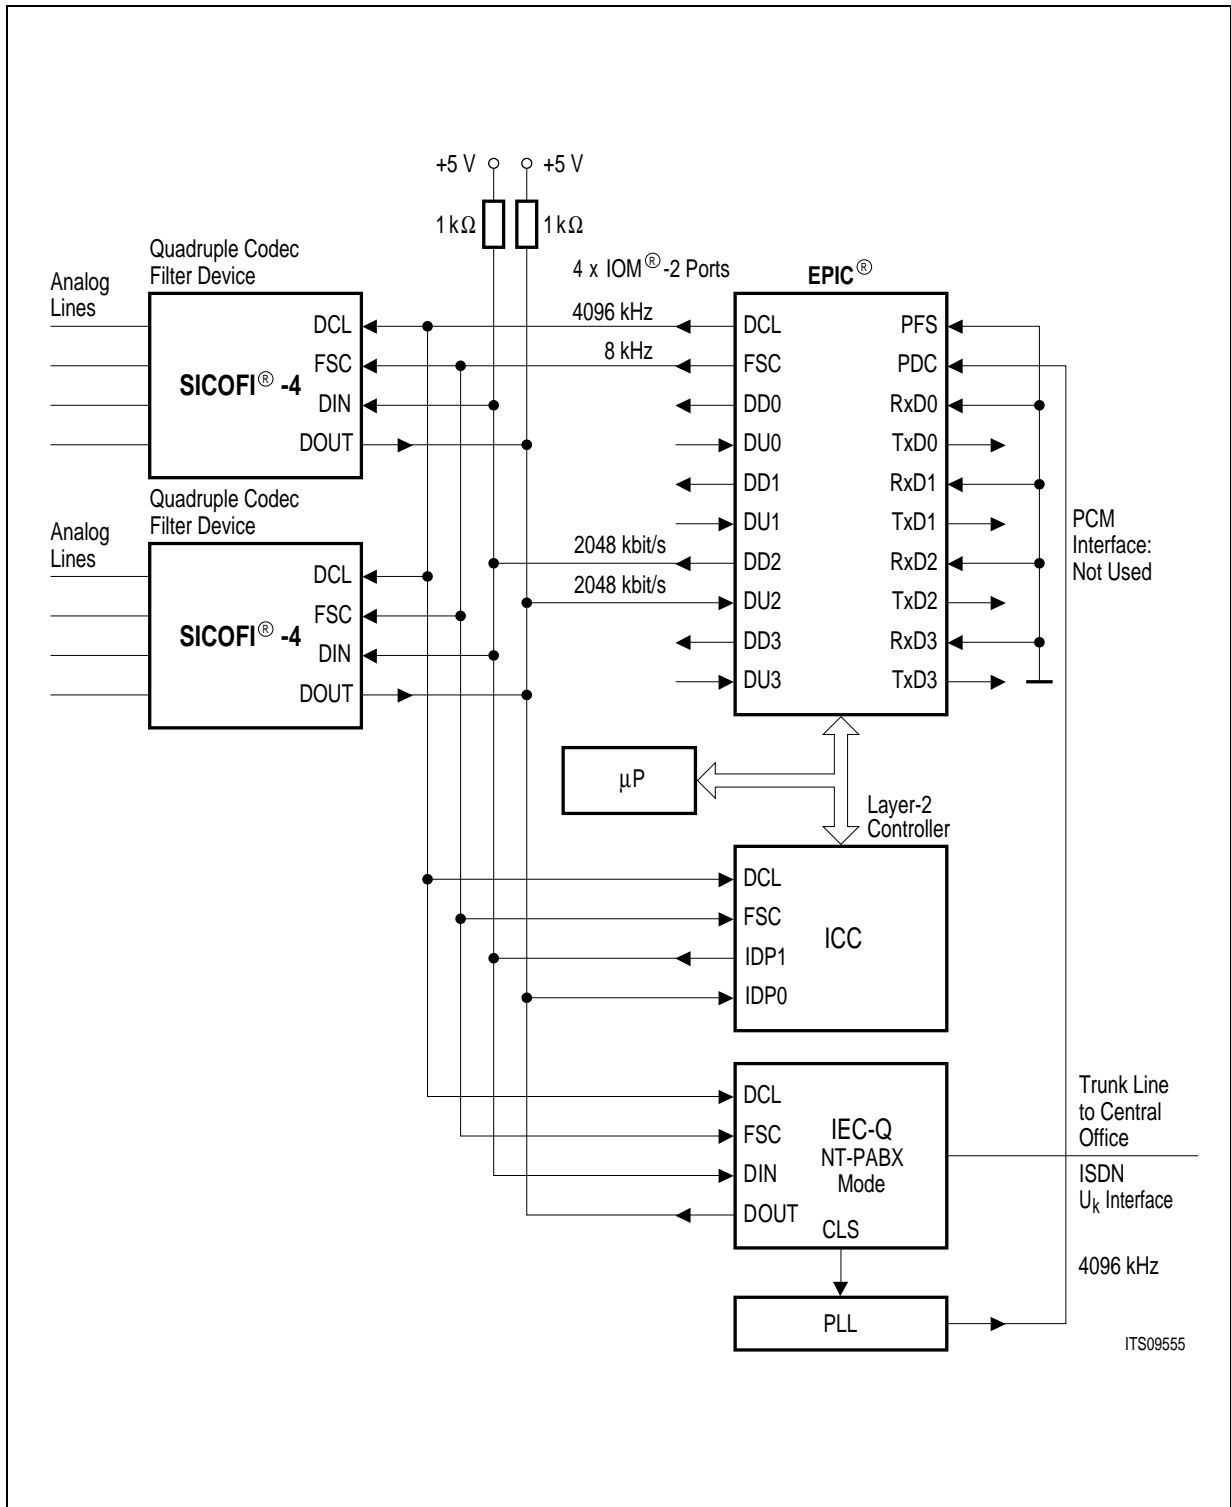 +5 V +5 V
1 kΩ 1 kΩ
Quadruple Codec
Filter Device
Analog
Lines
SICOFI® -4
DCL
FSC
DIN
DOUT
Quadruple Codec
Filter Device
Analog
Lines
SICOFI® -4
DCL
FSC
DIN
DOUT
4 x IOM®-2 Ports
4096 kHz
8 kHz
2048 kbit/s
2048 kbit/s
EPIC®
DCL PFS
FSC PDC
DD0 RxD0
DU0 TxD0
DD1 RxD1
DU1 TxD1
DD2 RxD2
DU2 TxD2
DD3 RxD3
DU3 TxD3
PCM
Interface:
Not Used
μP
Layer-2
Controller
DCL
FSC
IDP1
IDP0
ICC
DCL
FSC
DIN
DOUT
IEC-Q
NT-PABX
Mode
CLS
Trunk Line
to Central
Office
ISDN
Uk Interface
4096 kHz
PLL
ITS09555